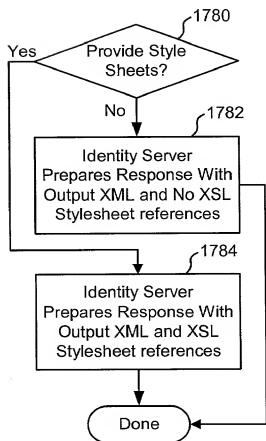 1780
Yes
Provide Style
Sheets?
No
1782
Identity Server
Prepares Response With
Output XML and No XSL
Stylesheet references
1784
Identity Server
Prepares Response With
Output XML and XSL
Stylesheet references
Done